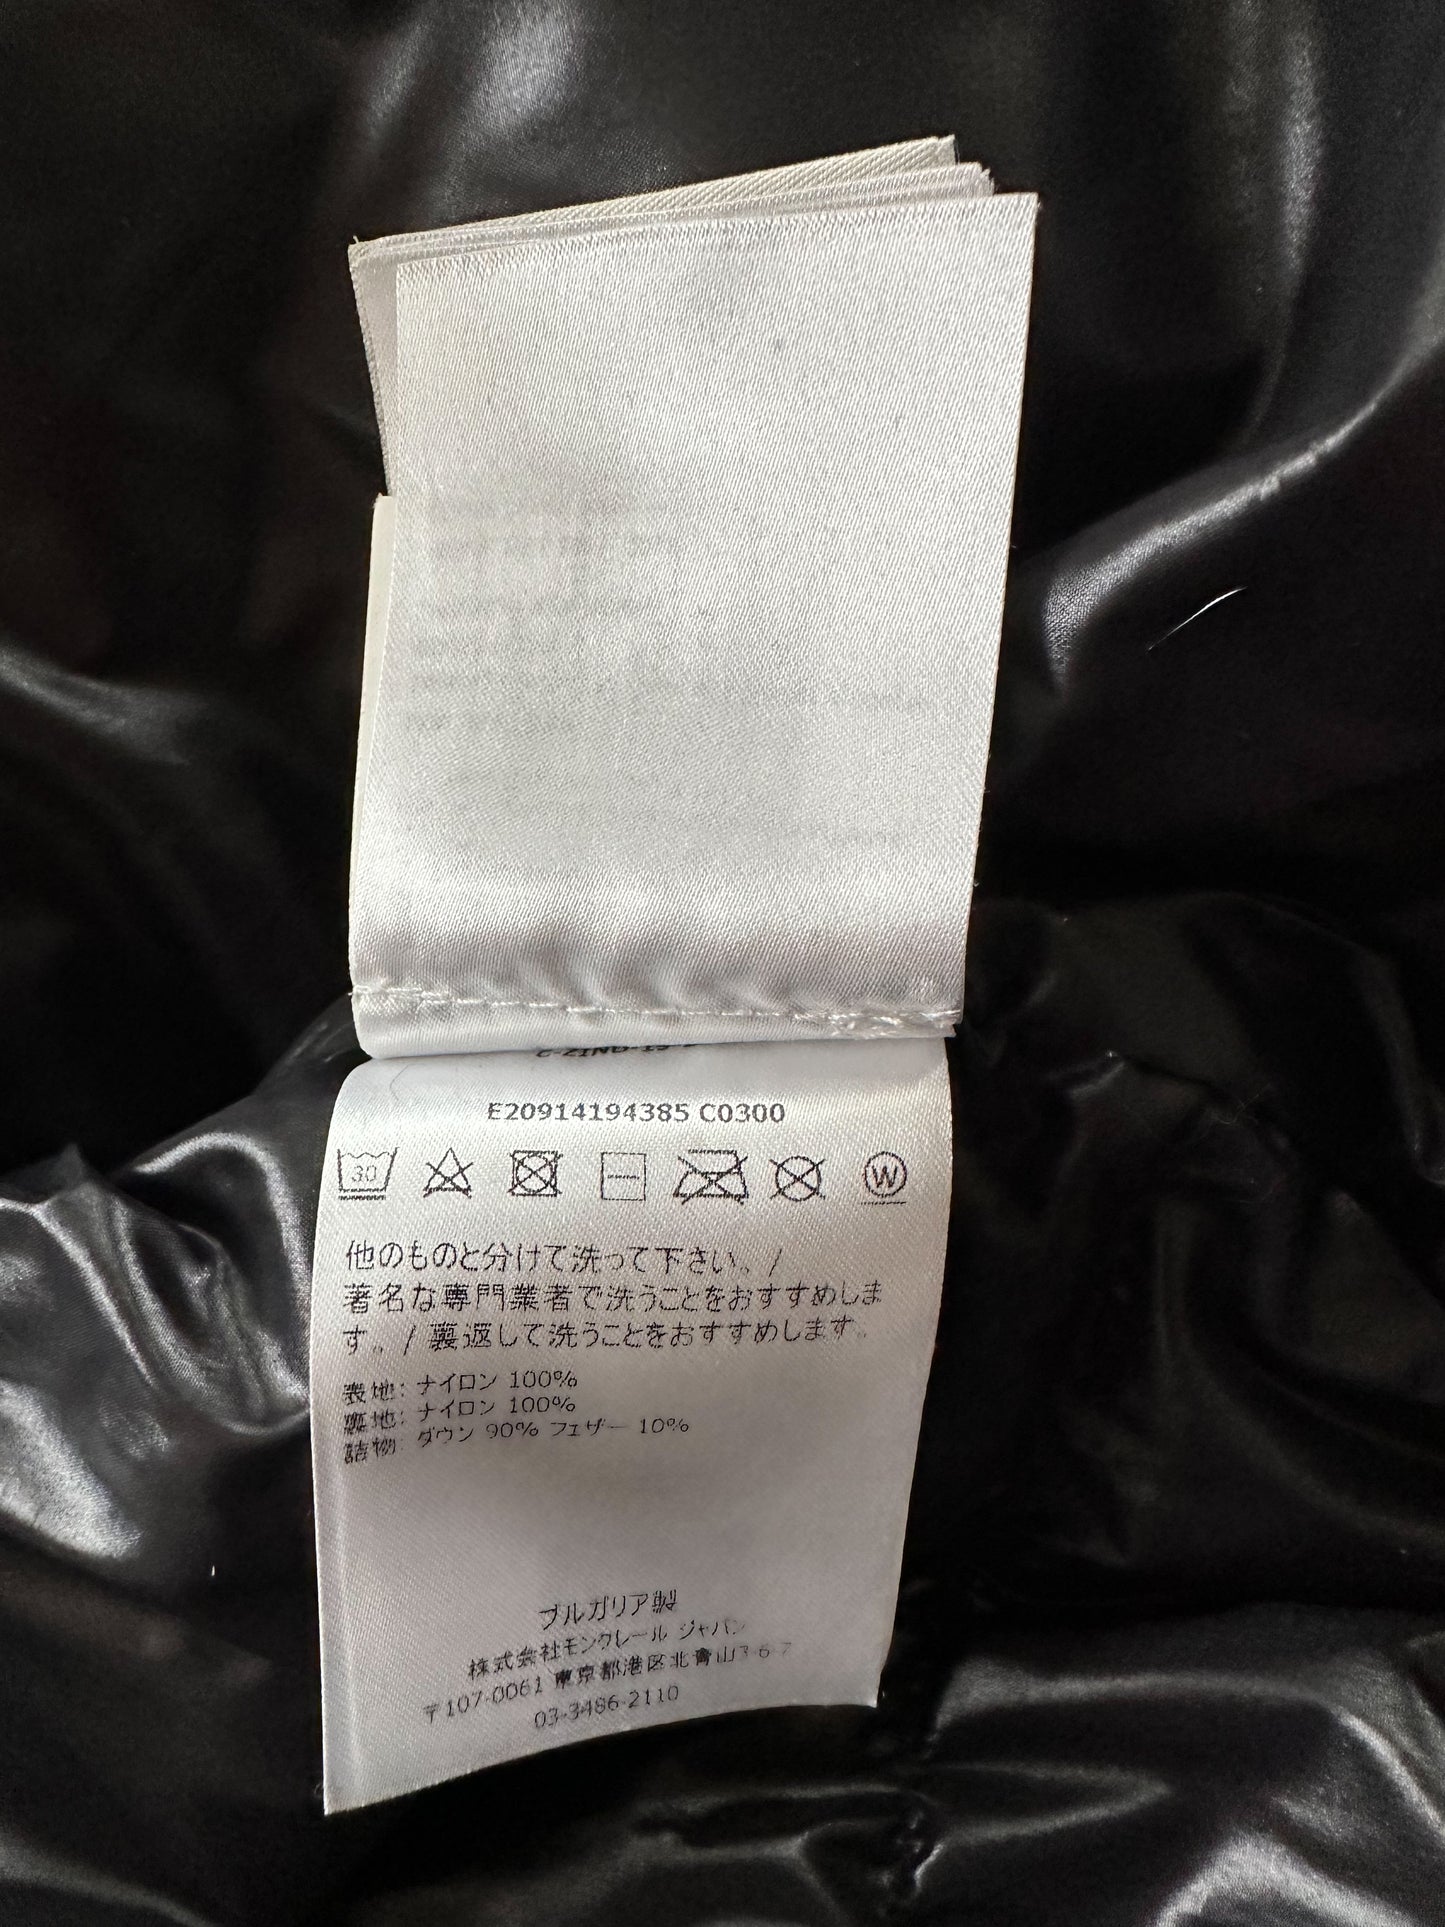 E20914194385 C0300
30
W
他のものと分けて洗って下さい。/
著名な専門業者で洗うことをおすすめしま
す。/ 裏返して洗うことをおすすめします。
表地: ナイロン 100%
裏地: ナイロン 100%
詰物: ダウン 90% フェザー 10%
ブルガリア製
株式会社モンクレール ジャパン
〒107-0061 東京都港区北青山3-6-7
03-3486-2110